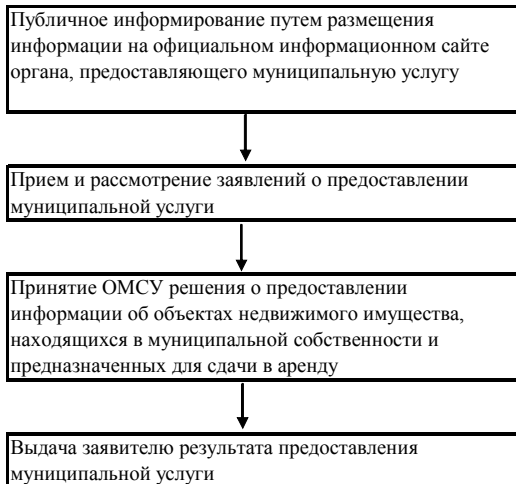 Публичное информирование путем размещения
информации на официальном информационном сайте
органа, предоставляющего муниципальную услугу
Прием и рассмотрение заявлений о предоставлении
муниципальной услуги
Принятие ОМСУ решения о предоставлении
информации об объектах недвижимого имущества,
находящихся в муниципальной собственности и
предназначенных для сдачи в аренду
Выдача заявителю результата предоставления
муниципальной услуги